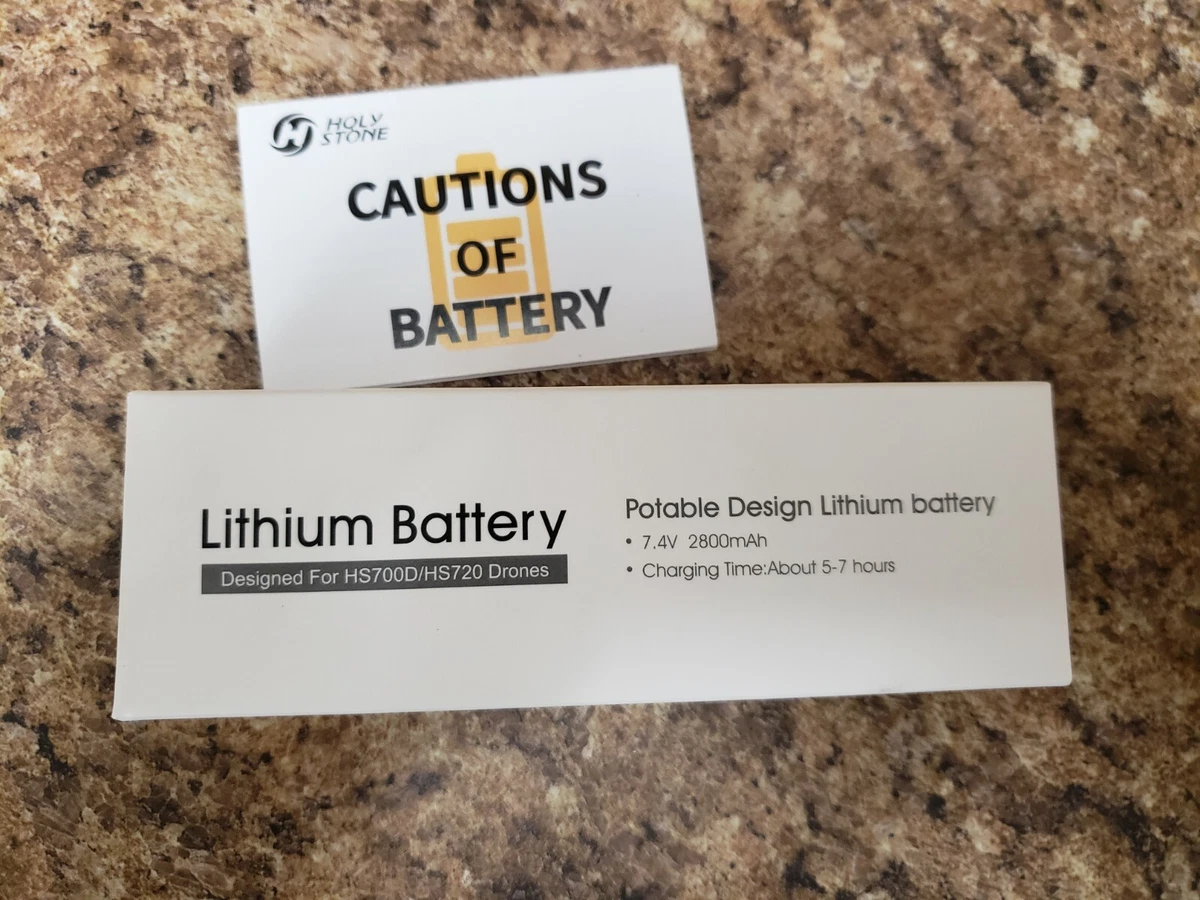 HOLY
STONE
CAUTIONS
OF
BATTERY
Lithium Battery
Designed For HS700D/HS720 Drones
Potable Design Lithium battery
• 7.4V 2800mAh
• Charging Time:About 5-7 hours